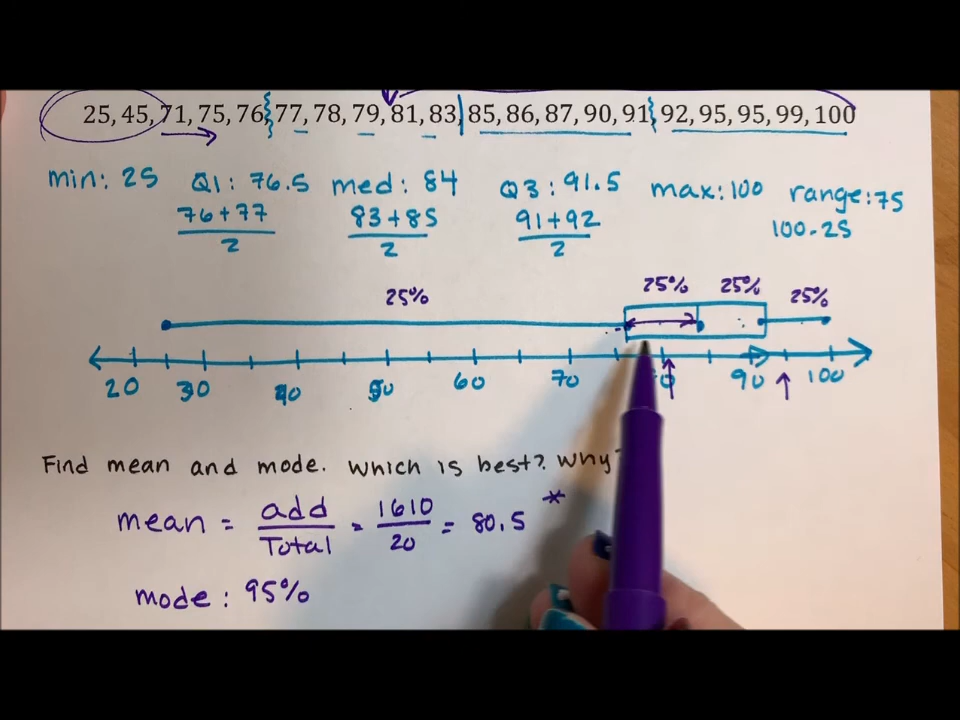 25, 45, 71, 75, 76, 77, 78, 79, 81, 83, 85, 86, 87, 90, 91, 92, 95, 95, 99, 100
min: 25 Q1: 76.5 med: 84 Q3: 91.5 max: 100 range: 75
76+77 83+85 91+92 100-25
2 2 2
25% 25% 25% 25%
20 30 40 50 60 70 90 100
Find mean and mode. Which is best? Why?
mean = add = 1610 = 80.5 *
Total 20
mode: 95%